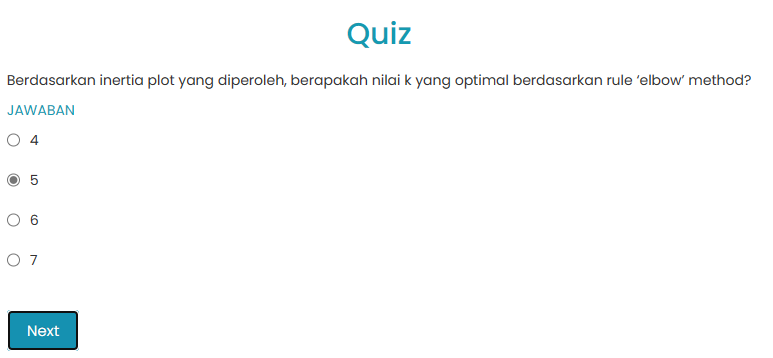 Quiz
Berdasarkan inertia plot yang diperoleh, berapakah nilai k yang optimal berdasarkan rule ‘elbow’ method?
JAWABAN
4
5
6
7
Next